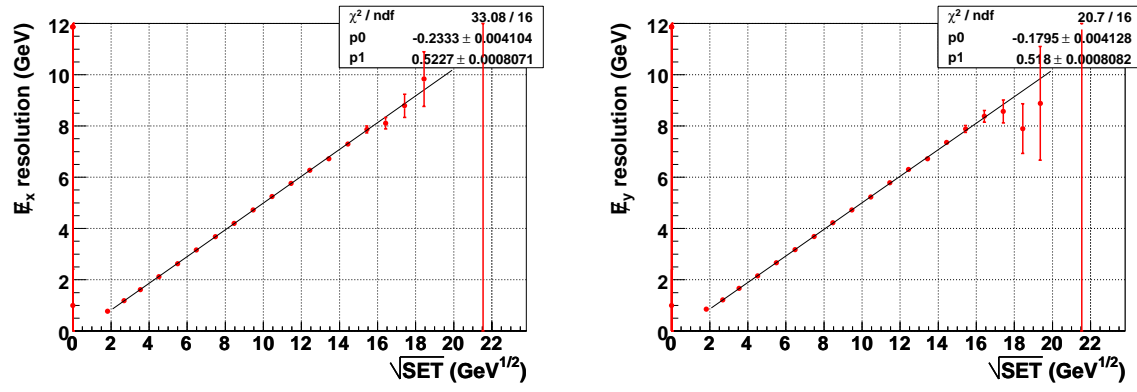 χ² / ndf 33.08 / 16
p0 -0.2333 ± 0.004104
p1 0.5227 ± 0.0008071
E̸x resolution (GeV)
12
10
8
6
4
2
0
0 2 4 6 8 10 12 14 16 18 20 22
√SET (GeV^1/2)
χ² / ndf 20.7 / 16
p0 -0.1795 ± 0.004128
p1 0.518 ± 0.0008082
E̸y resolution (GeV)
12
10
8
6
4
2
0
0 2 4 6 8 10 12 14 16 18 20 22
√SET (GeV^1/2)